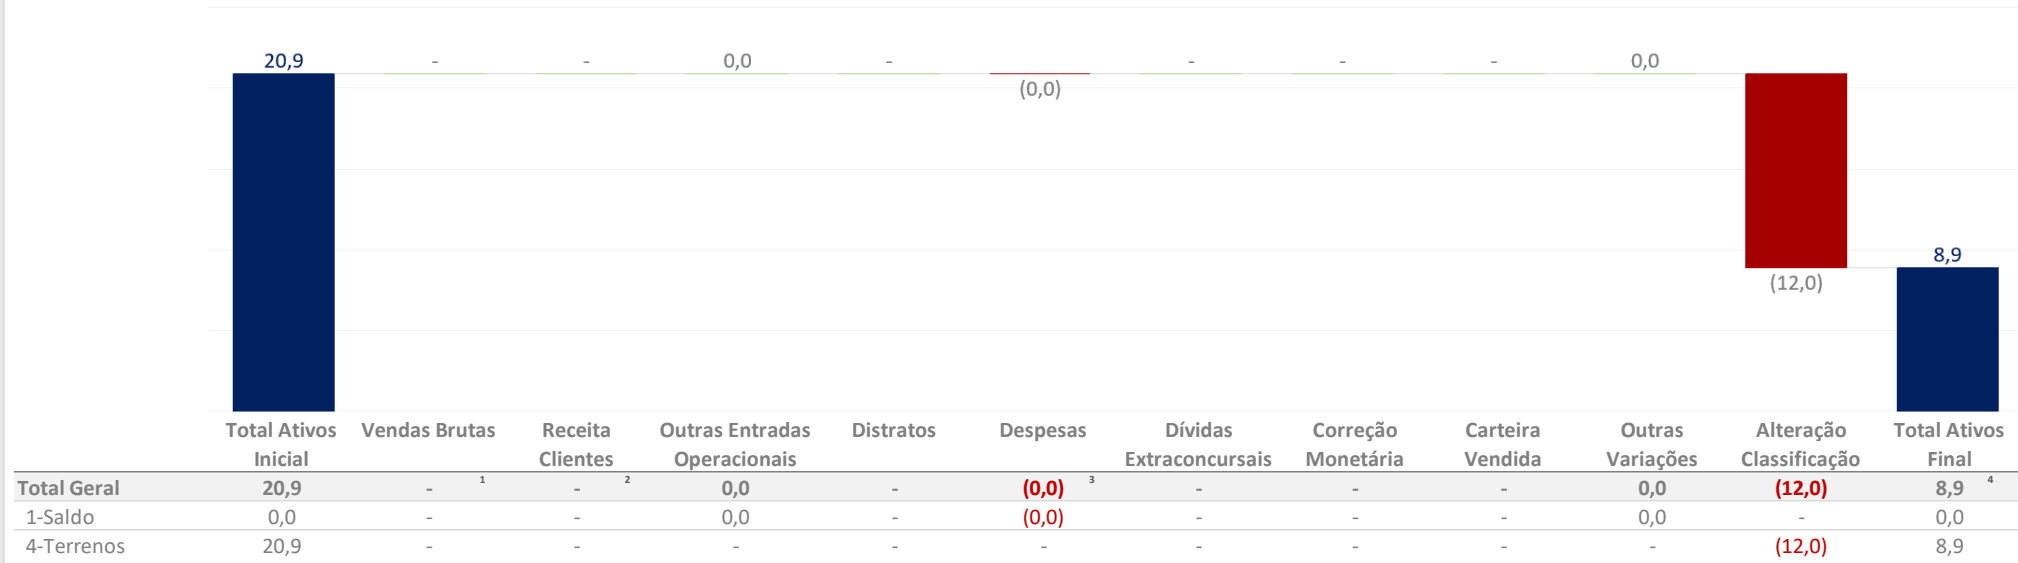 20,9 - - 0,0 - - - - 0,0 8,9
(0,0)
(12,0)
Total Ativos Vendas Brutas Receita Outras Entradas Distratos Despesas Dívidas Correção Carteira Outras Alteração Total Ativos
Inicial Clientes Operacionais Extraconcursais Monetária Vendida Variações Classificação Final
Total Geral 20,9 - 1 - 2 0,0 - (0,0) 3 - - - 0,0 (12,0) 8,9 4
1-Saldo 0,0 - - 0,0 - (0,0) - - - 0,0 - 0,0
4-Terrenos 20,9 - - - - - - - - - (12,0) 8,9